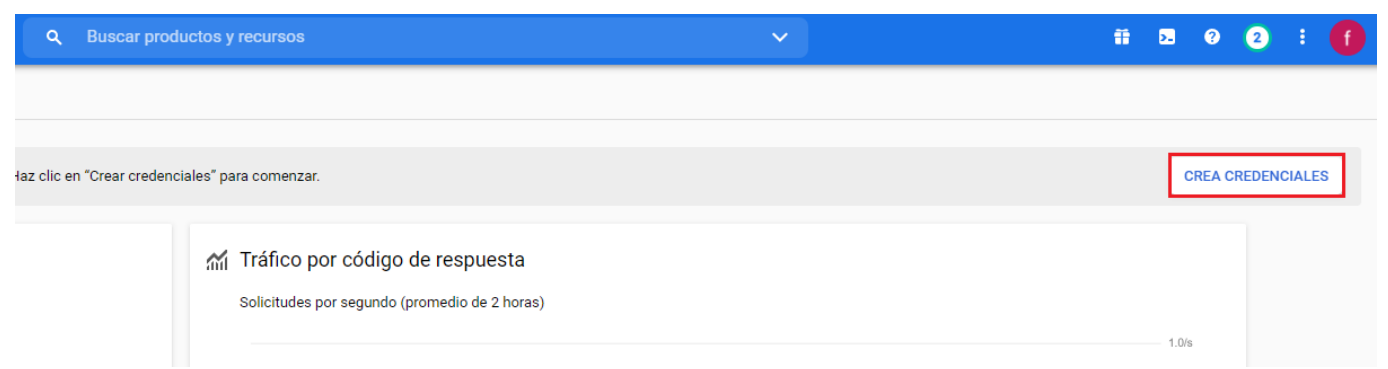 Buscar productos y recursos
2
f
Haz clic en “Crear credenciales” para comenzar.
CREA CREDENCIALES
Tráfico por código de respuesta
Solicitudes por segundo (promedio de 2 horas)
1.0/s